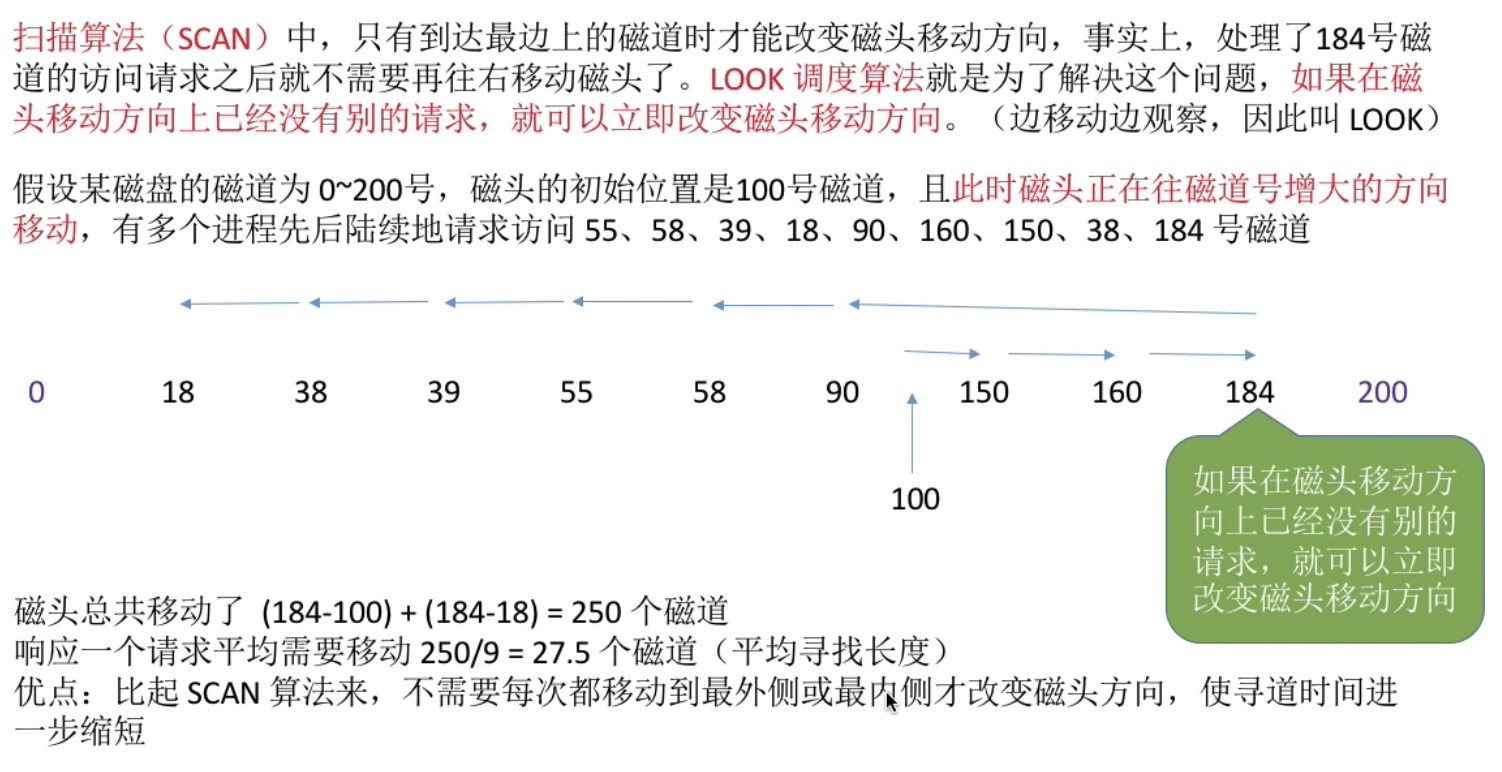 扫描算法（SCAN）中，只有到达最边上的磁道时才能改变磁头移动方向，事实上，处理了184号磁
道的访问请求之后就不需要再往右移动磁头了。LOOK 调度算法就是为了解决这个问题，如果在磁
头移动方向上已经没有别的请求，就可以立即改变磁头移动方向。（边移动边观察，因此叫 LOOK）
假设某磁盘的磁道为 0~200号，磁头的初始位置是100号磁道，且此时磁头正在往磁道号增大的方向
移动，有多个进程先后陆续地请求访问 55、58、39、18、90、160、150、38、184 号磁道
0 18 38 39 55 58 90 150 160 184 200
100
如果在磁头移动方
向上已经没有别的
请求，就可以立即
改变磁头移动方向
磁头总共移动了 (184-100) + (184-18) = 250 个磁道
响应一个请求平均需要移动 250/9 = 27.5 个磁道（平均寻找长度）
优点：比起 SCAN 算法来，不需要每次都移动到最外侧或最内侧才改变磁头方向，使寻道时间进
一步缩短